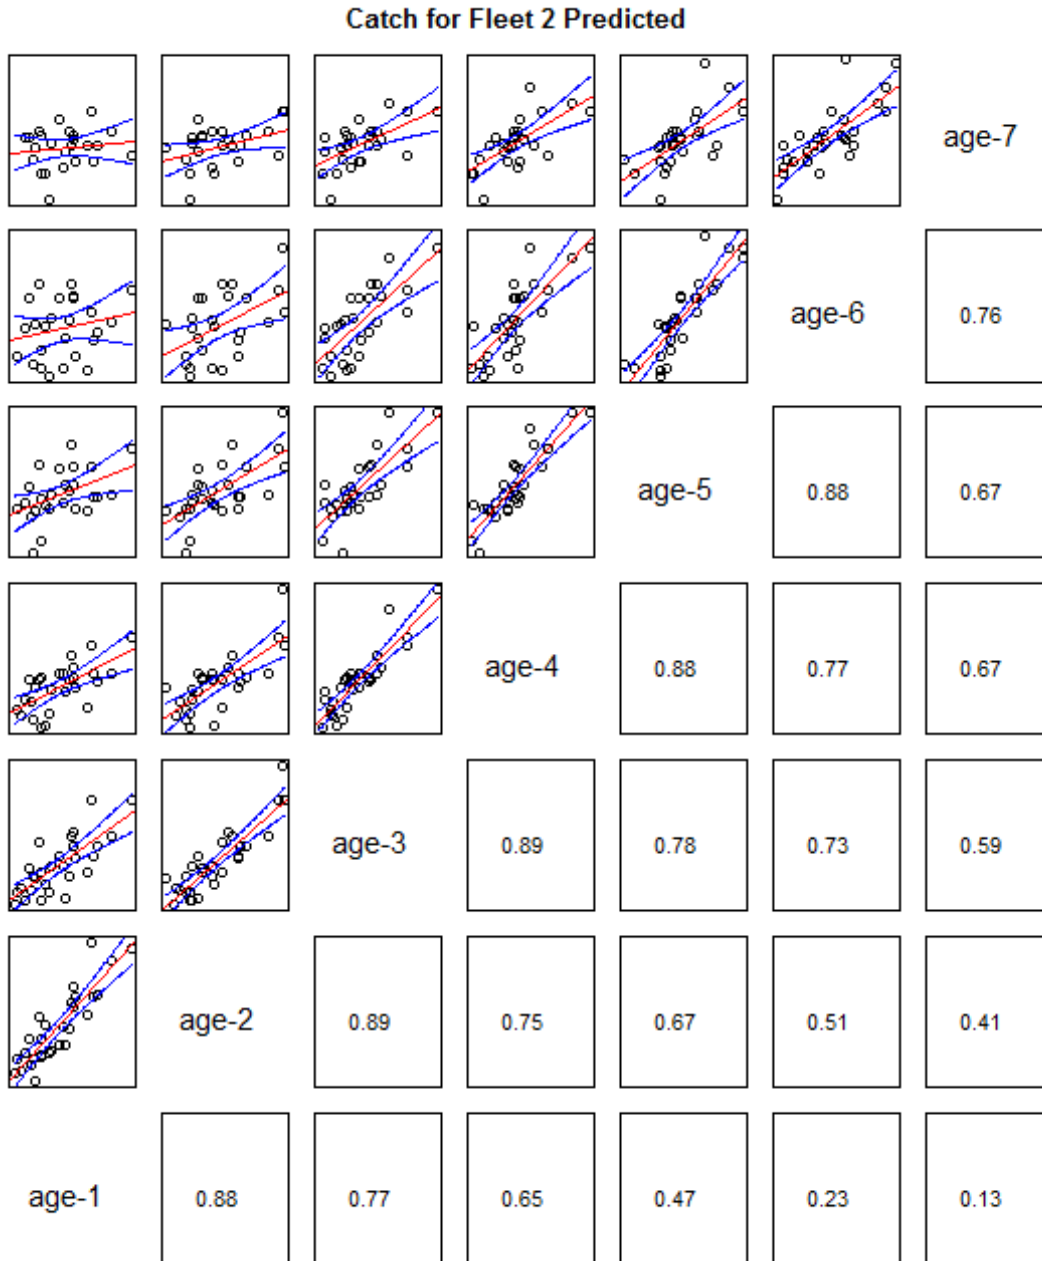 Catch for Fleet 2 Predicted
age-7
age-6 0.76
age-5 0.88 0.67
age-4 0.88 0.77 0.67
age-3 0.89 0.78 0.73 0.59
age-2 0.89 0.75 0.67 0.51 0.41
age-1 0.88 0.77 0.65 0.47 0.23 0.13